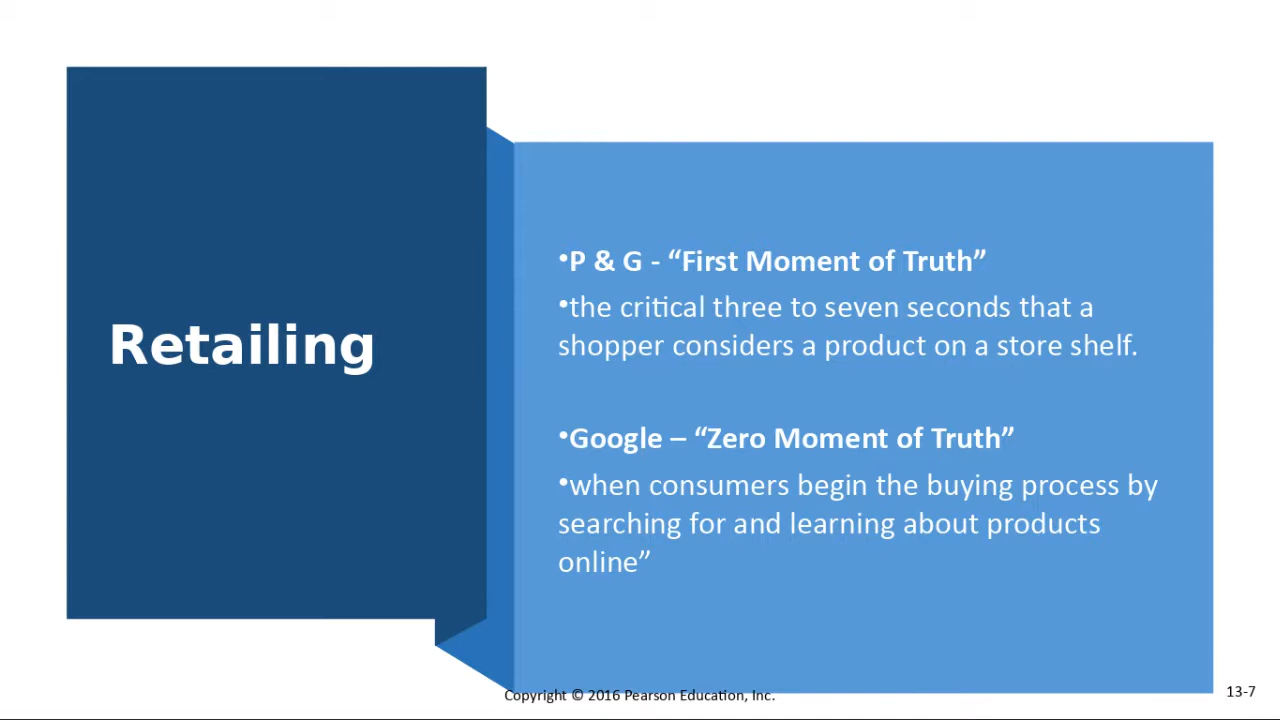 Retailing
•P & G - “First Moment of Truth”
•the critical three to seven seconds that a
shopper considers a product on a store shelf.
•Google – “Zero Moment of Truth”
•when consumers begin the buying process by
searching for and learning about products
online”
Copyright © 2016 Pearson Education, Inc.
13-7